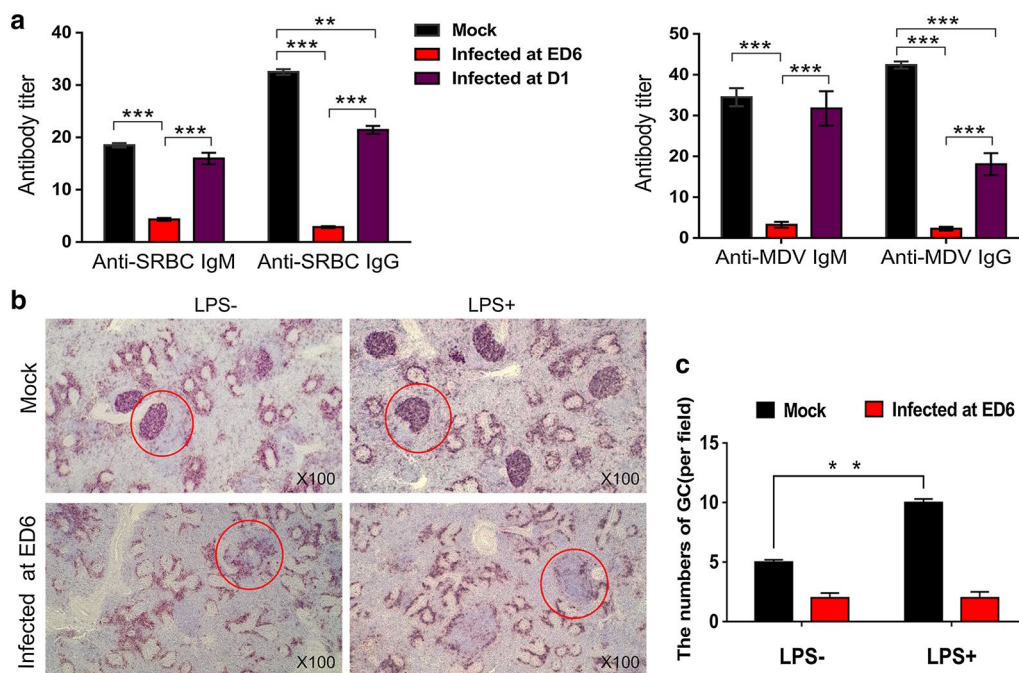 a
Antibody titer
40
30
20
10
0
***
***
***
**
***
Anti-SRBC IgM
Anti-SRBC IgG
Mock
Infected at ED6
Infected at D1
Antibody titer
50
40
30
20
10
0
***
***
***
***
***
Anti-MDV IgM
Anti-MDV IgG
b
LPS-
LPS+
Mock
X100
X100
Infected at ED6
X100
X100
c
Mock
Infected at ED6
The numbers of GC(per field)
15
10
5
0
* *
LPS-
LPS+